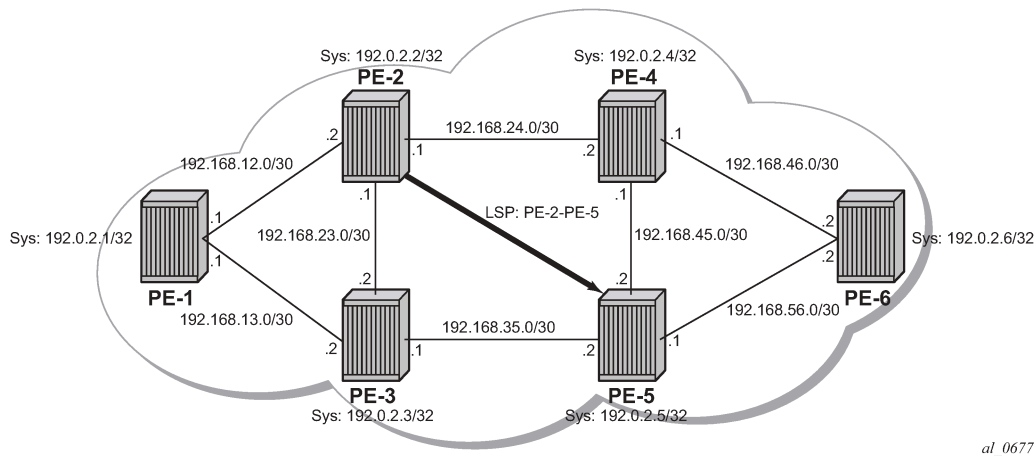 Sys: 192.0.2.2/32
PE-2
Sys: 192.0.2.4/32
PE-4
.2
.1
192.168.24.0/30
.2
.1
192.168.12.0/30
192.168.46.0/30
.1
.1
LSP: PE-2-PE-5
.1
.2
Sys: 192.0.2.1/32
192.168.23.0/30
192.168.45.0/30
Sys: 192.0.2.6/32
.1
.2
.2
.2
PE-1
PE-6
192.168.13.0/30
192.168.35.0/30
192.168.56.0/30
.2
.1
.2
.1
PE-3
PE-5
Sys: 192.0.2.3/32
Sys: 192.0.2.5/32
al_0677